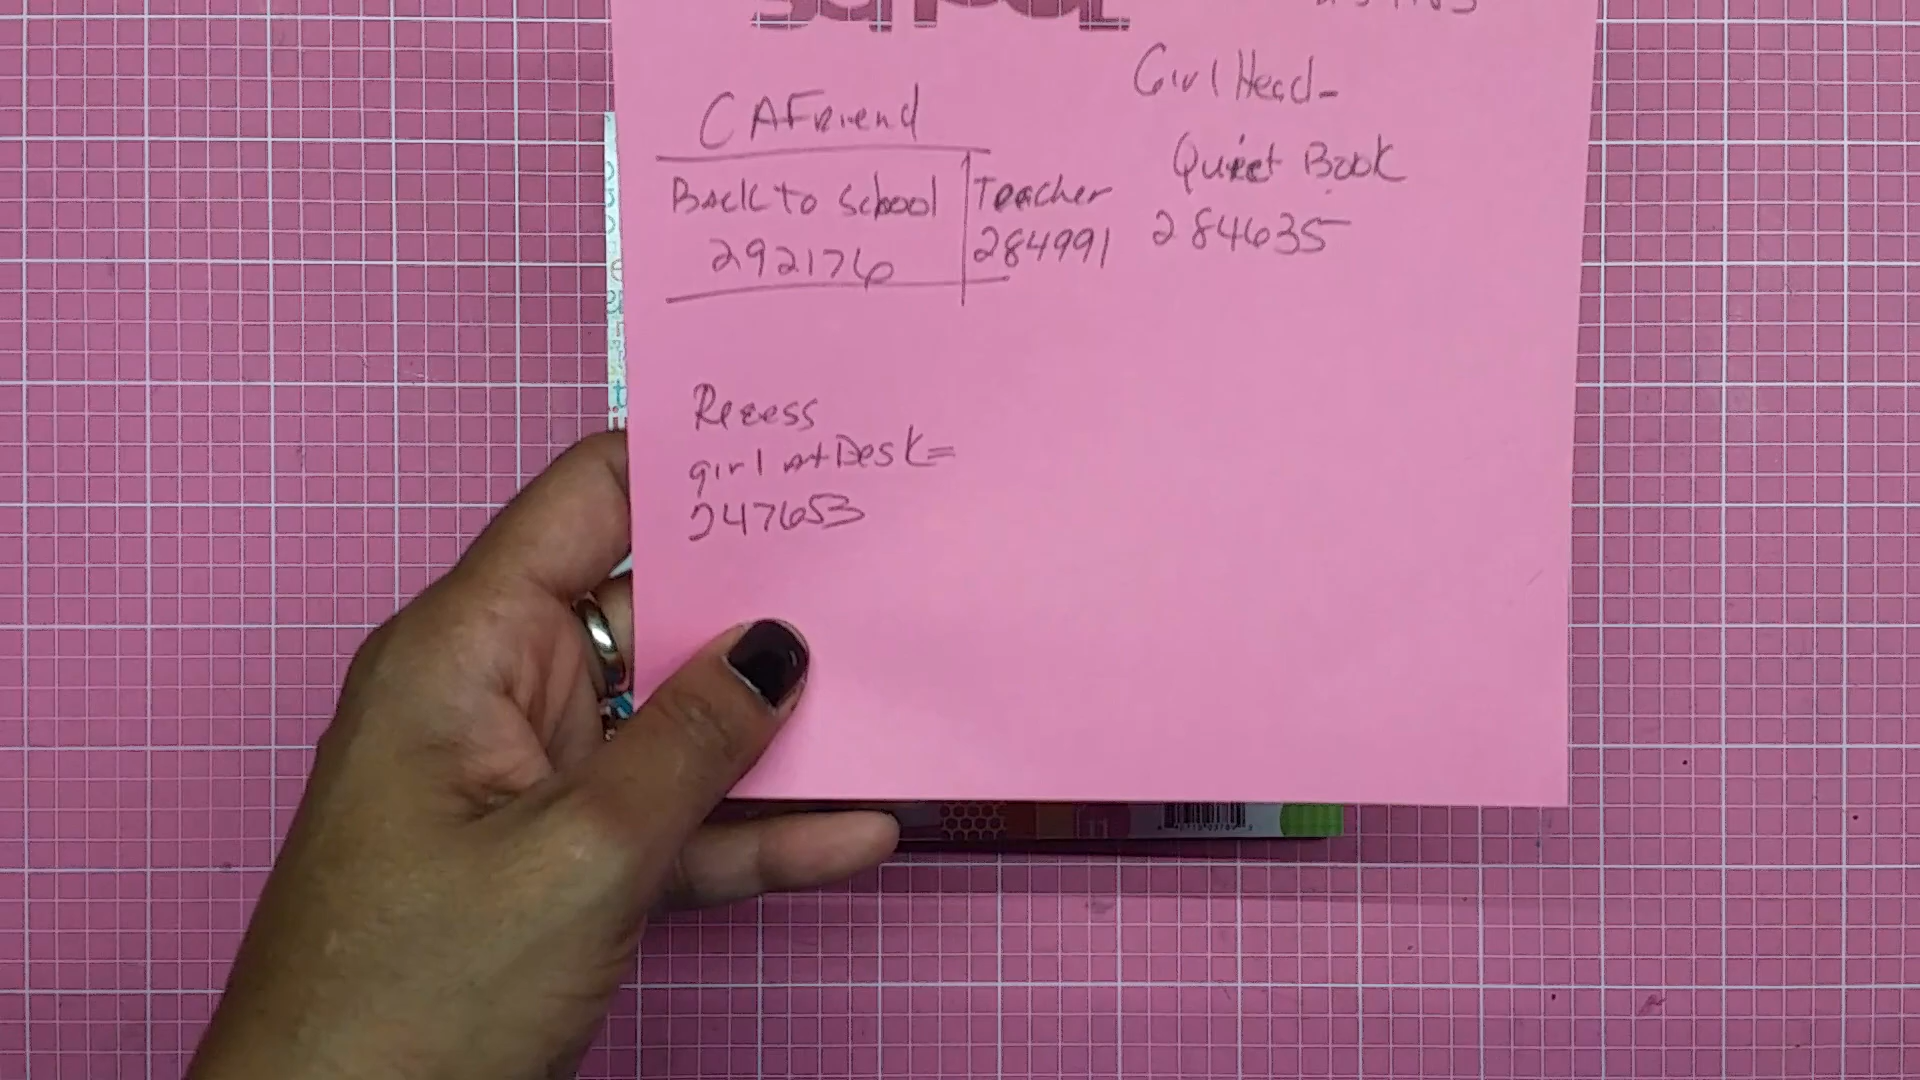 CAFriend
Back to School
292176
Teacher
284991
Girl Head-
Quiet Book
284635
Recess
girl at Desk=
247653